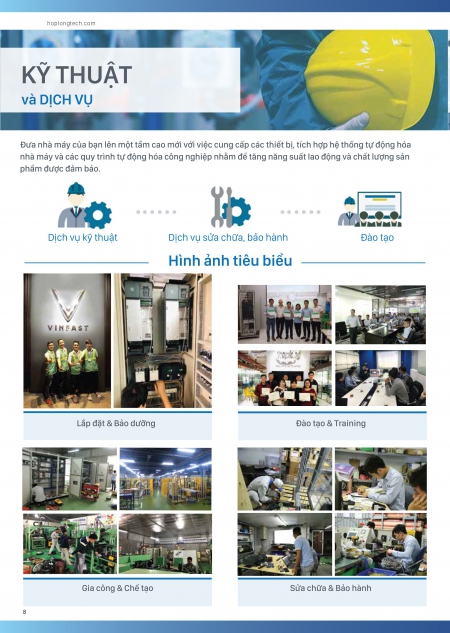 hoplongtech.com
KỸ THUẬT
và DỊCH VỤ
Đưa nhà máy của bạn lên một tầm cao mới với việc cung cấp các thiết bị, tích hợp hệ thống tự động hóa
nhà máy và các quy trình tự động hóa công nghiệp nhằm để tăng năng suất lao động và chất lượng sản
phẩm được đảm bảo.
Dịch vụ kỹ thuật
Dịch vụ sửa chữa, bảo hành
Đào tạo
Hình ảnh tiêu biểu
VINFAST
Lắp đặt & Bảo dưỡng
Đào tạo & Training
Gia công & Chế tạo
Sửa chữa & Bảo hành
8